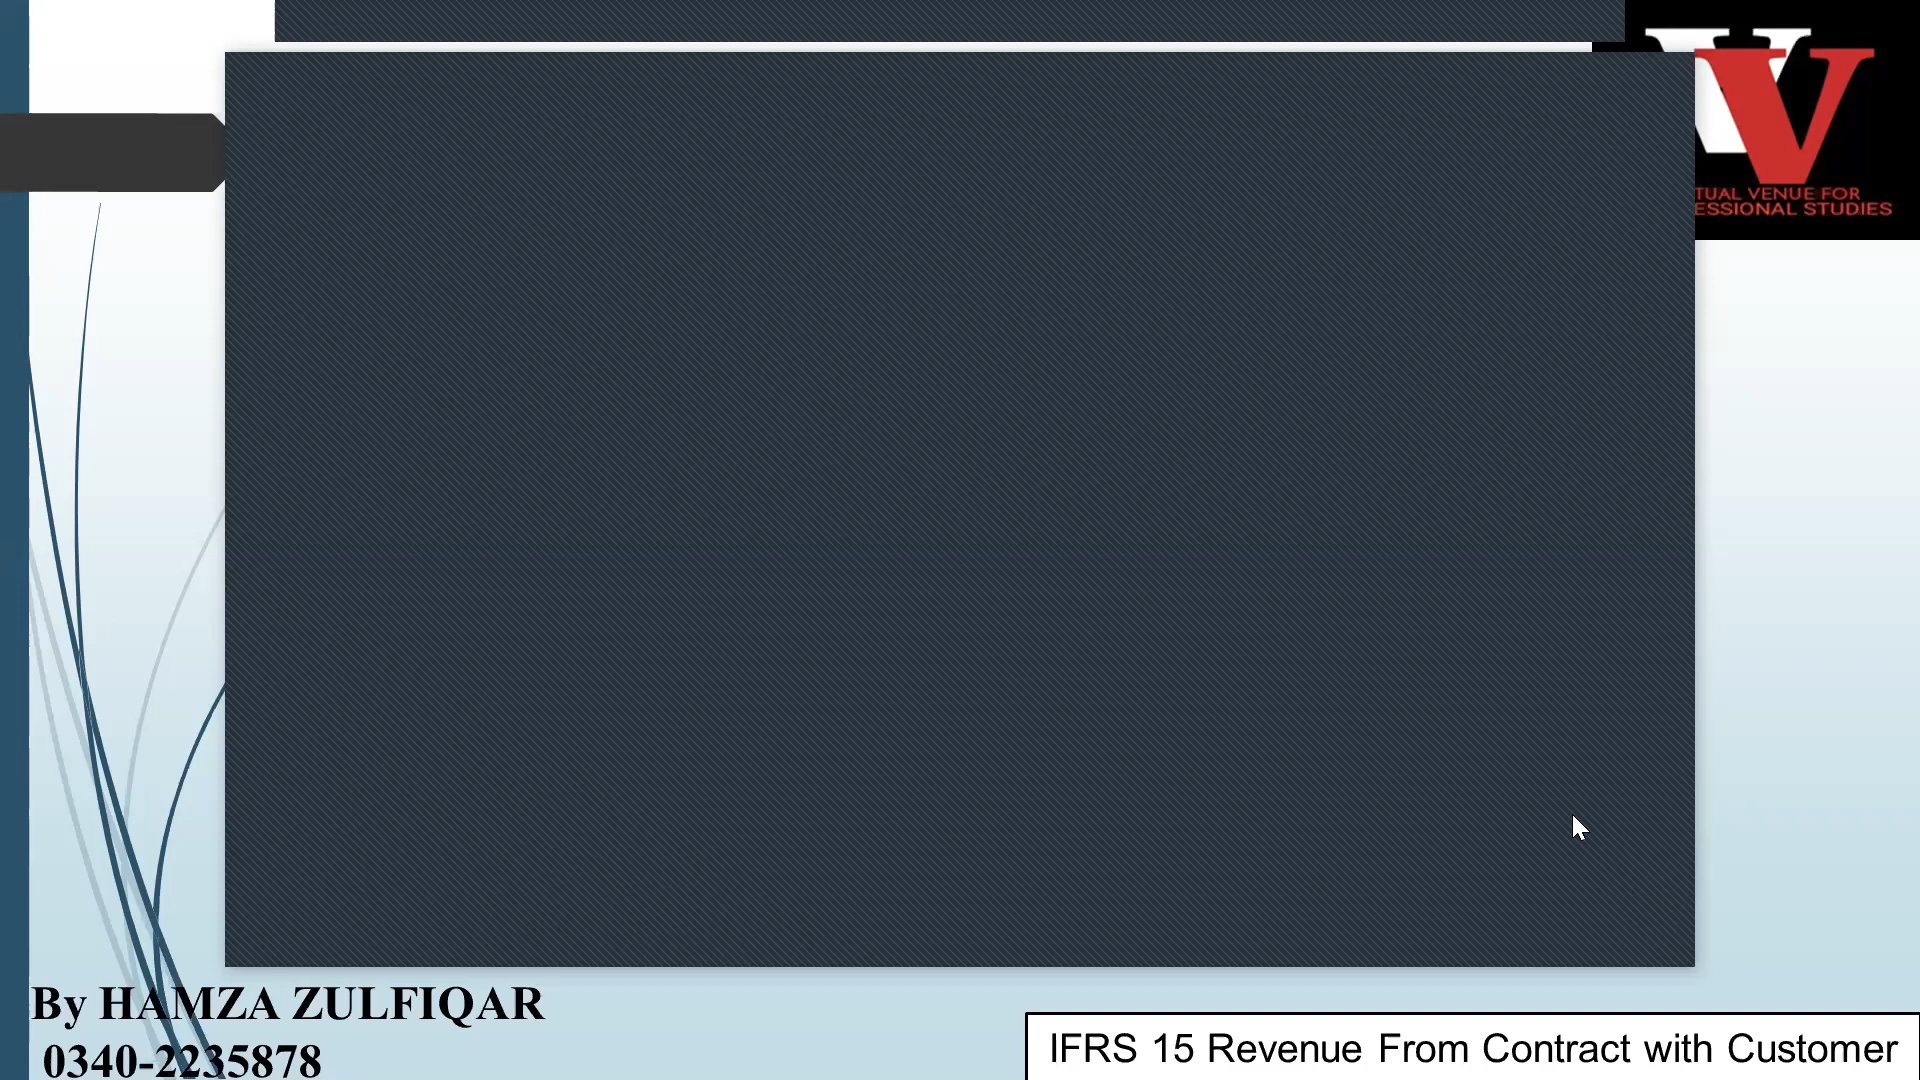 TUAL VENUE FOR
ESSIONAL STUDIES
By HAMZA ZULFIQAR
0340-2235878
IFRS 15 Revenue From Contract with Customer